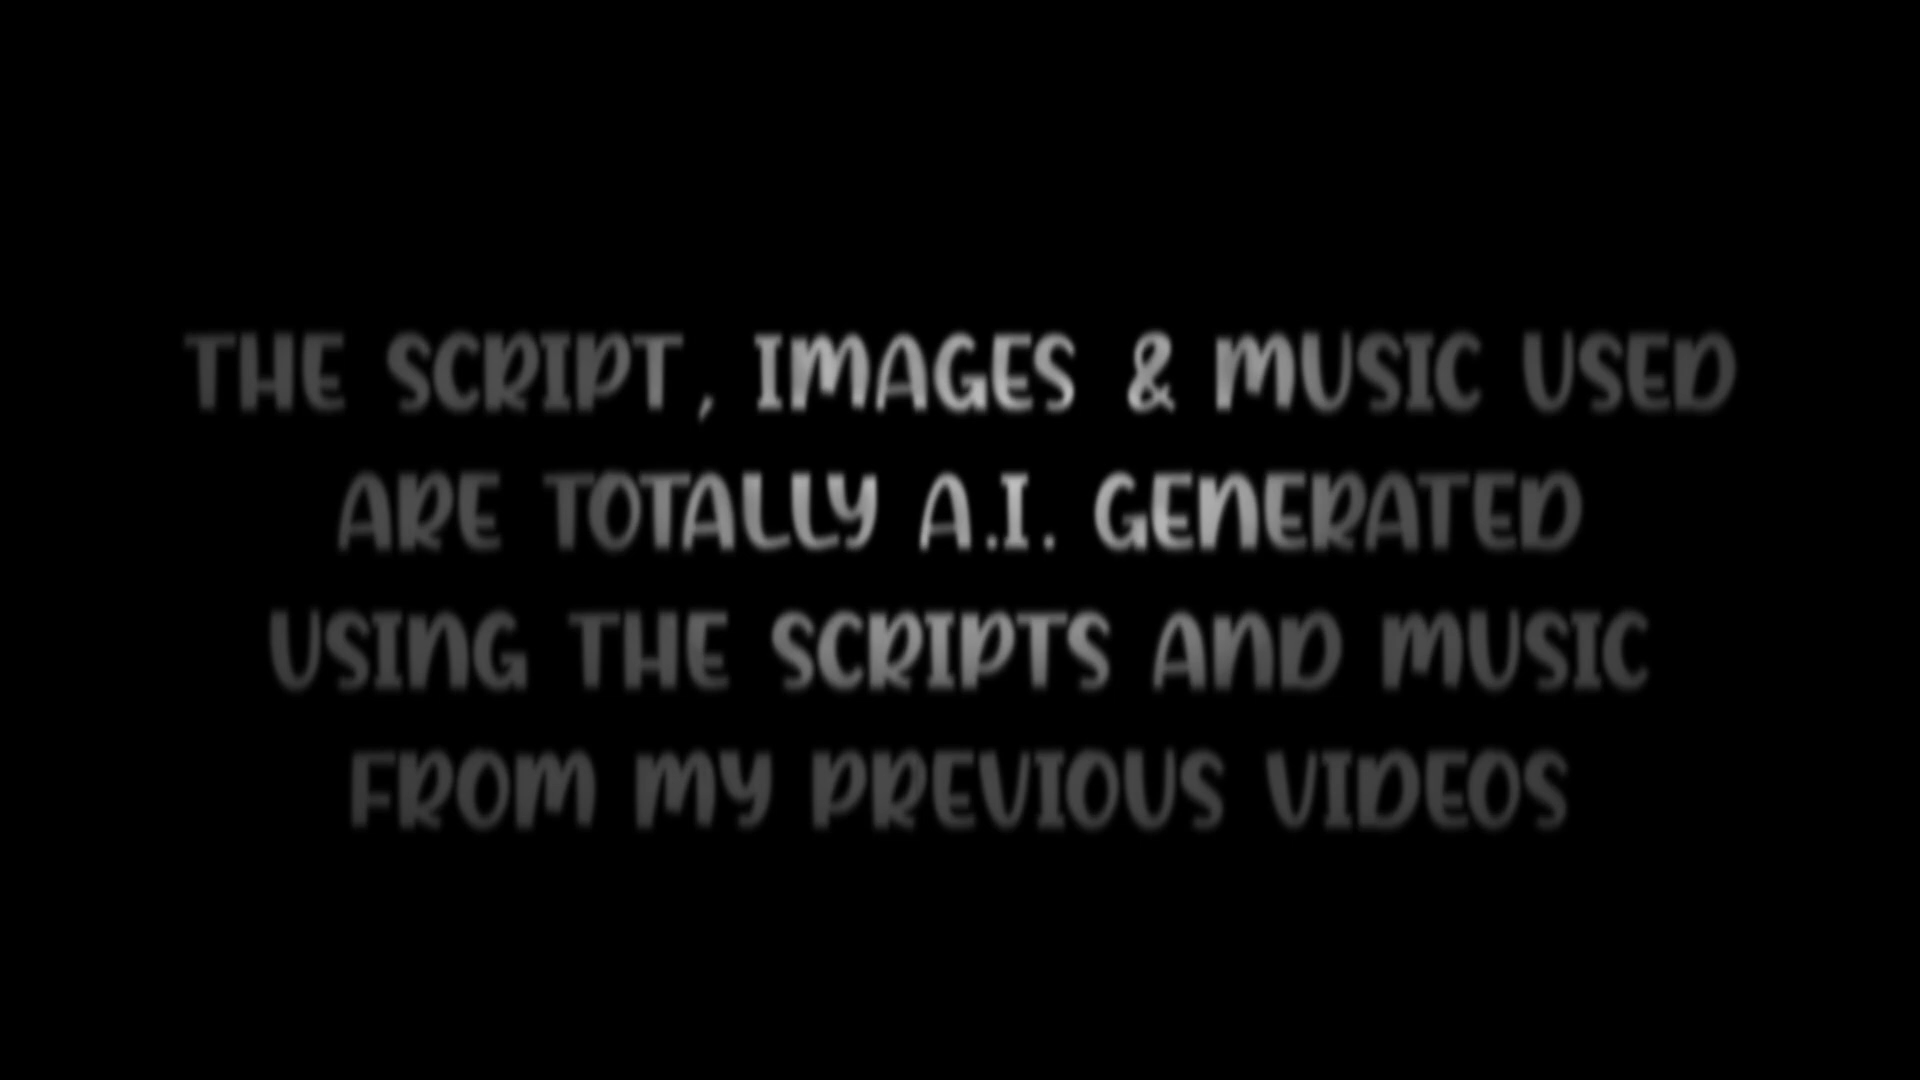 THE SCRIPT, IMAGES & MUSIC USED
ARE TOTALLY A.I. GENERATED
USING THE SCRIPTS AND MUSIC
FROM MY PREVIOUS VIDEOS